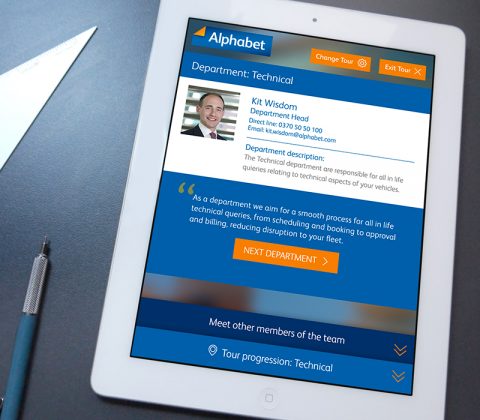 Alphabet
Change Tour
Exit Tour
Department: Technical
Kit Wisdom
Department Head
Direct line: 0370 50 50 100
Email: kit.wisdom@alphabet.com
Department description:
The Technical department are responsible for all in life
queries relating to technical aspects of your vehicles.
“
As a department we aim for a smooth process for all in life
technical queries, from scheduling and booking to approval
and billing, reducing disruption to your fleet.
NEXT DEPARTMENT
Meet other members of the team
Tour progression: Technical